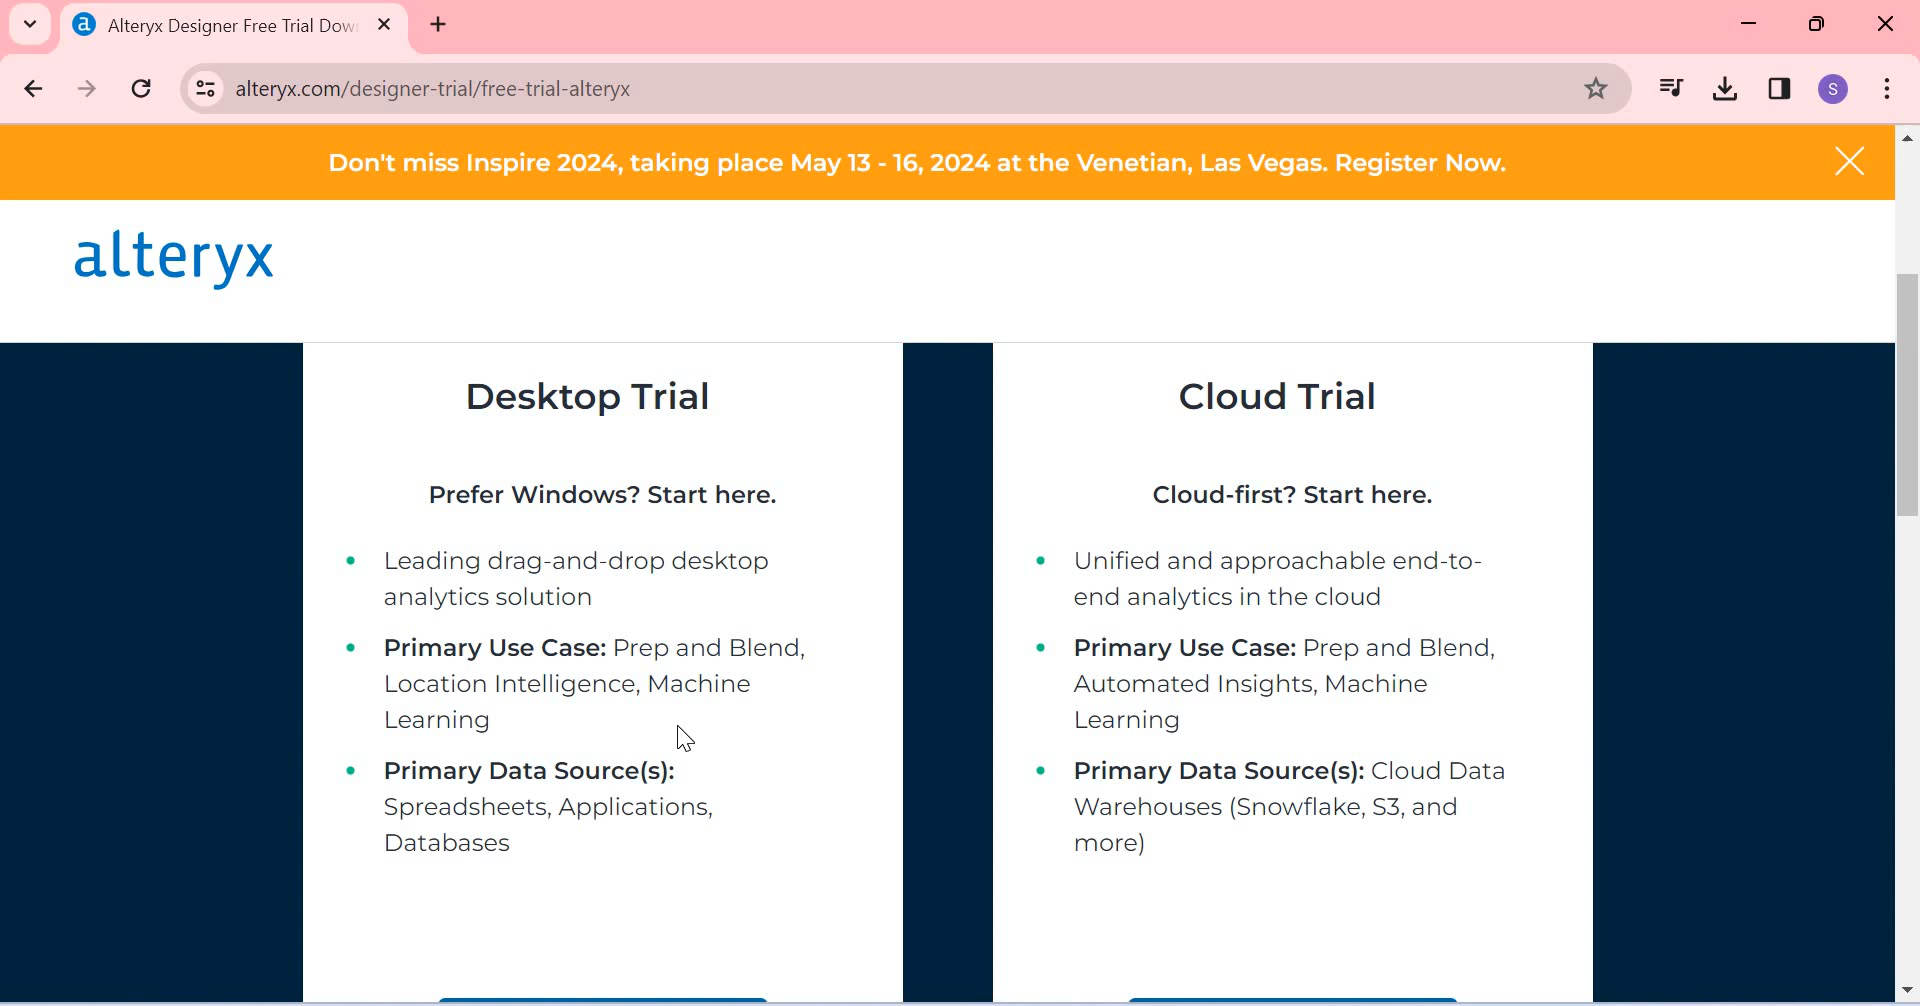 Alteryx Designer Free Trial Dow
alteryx.com/designer-trial/free-trial-alteryx
S
Don't miss Inspire 2024, taking place May 13 - 16, 2024 at the Venetian, Las Vegas. Register Now.
alteryx
Desktop Trial
Prefer Windows? Start here.
• Leading drag-and-drop desktop
analytics solution
• Primary Use Case: Prep and Blend,
Location Intelligence, Machine
Learning
• Primary Data Source(s):
Spreadsheets, Applications,
Databases
Cloud Trial
Cloud-first? Start here.
• Unified and approachable end-to-
end analytics in the cloud
• Primary Use Case: Prep and Blend,
Automated Insights, Machine
Learning
• Primary Data Source(s): Cloud Data
Warehouses (Snowflake, S3, and
more)